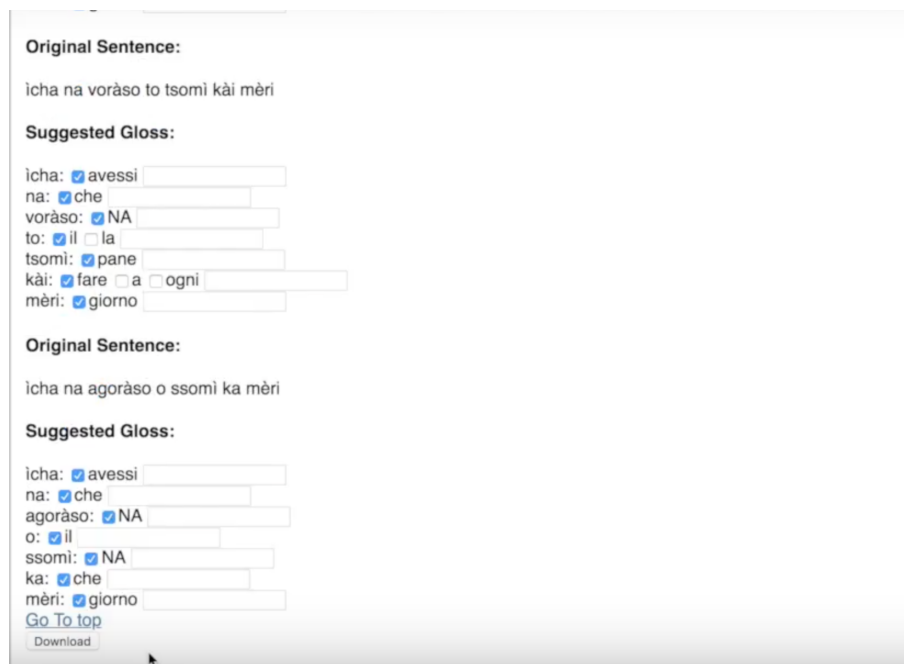 Original Sentence:
ìcha na voràso to tsomì kài mèri
Suggested Gloss:
ìcha: avessi
na: che
voràso: NA
to: il la
tsomì: pane
kài: fare a ogni
mèri: giorno
Original Sentence:
ìcha na agoràso o ssomì ka mèri
Suggested Gloss:
ìcha: avessi
na: che
agoràso: NA
o: il
ssomì: NA
ka: che
mèri: giorno
Go To top
Download